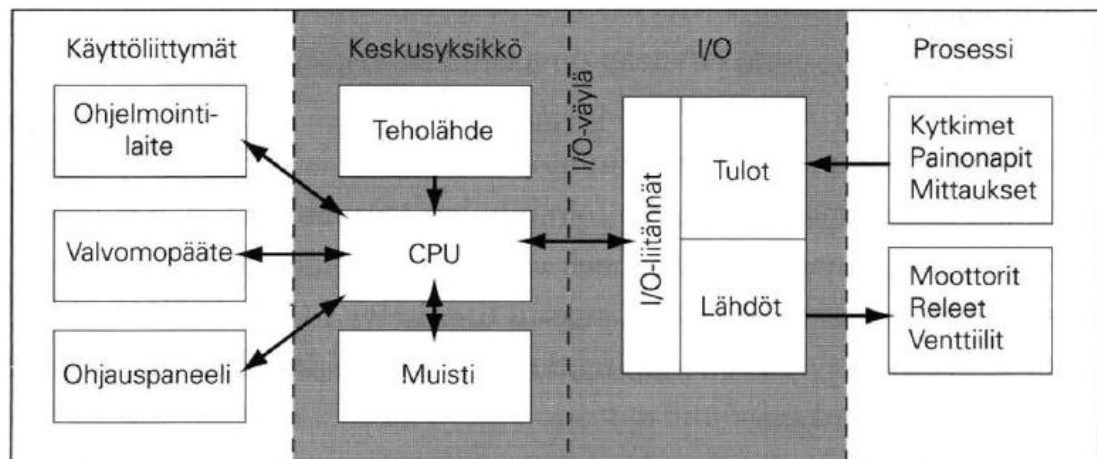 Käyttöliittymät
Ohjelmointi-
laite
Valvomopääte
Ohjauspaneeli
Keskusyksikkö
Teholähde
CPU
Muisti
I/O-väylä
I/O
I/O-liitännät
Tulot
Lähdöt
Prosessi
Kytkimet
Painonapit
Mittaukset
Moottorit
Releet
Venttiilit